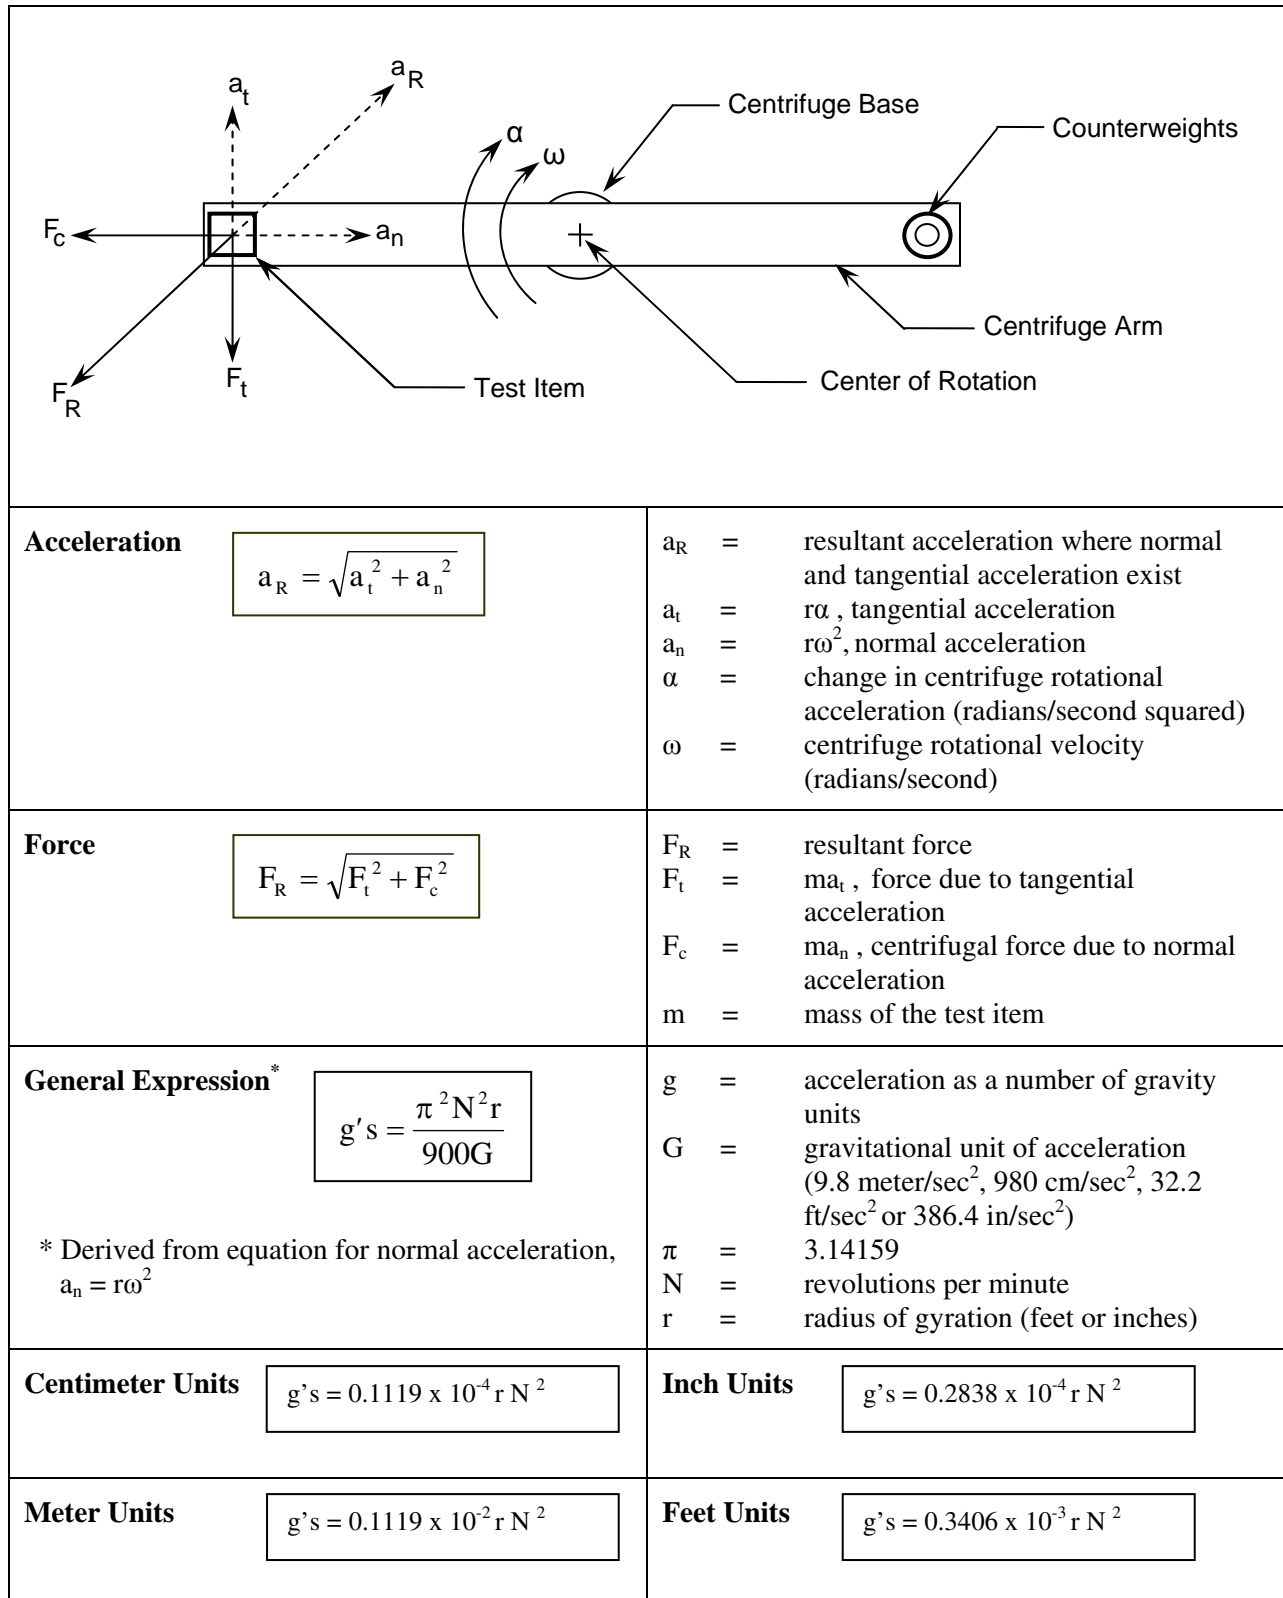 a_t
a_R
α
ω
Centrifuge Base
Counterweights
F_c
a_n
F_R
F_t
Test Item
Center of Rotation
Centrifuge Arm
Acceleration
a_R = √(a_t² + a_n²)
a_R = resultant acceleration where normal
and tangential acceleration exist
a_t = rα , tangential acceleration
a_n = rω², normal acceleration
α = change in centrifuge rotational
acceleration (radians/second squared)
ω = centrifuge rotational velocity
(radians/second)
Force
F_R = √(F_t² + F_c²)
F_R = resultant force
F_t = ma_t , force due to tangential
acceleration
F_c = ma_n , centrifugal force due to normal
acceleration
m = mass of the test item
General Expression*
g's = π²N²r / 900G
* Derived from equation for normal acceleration,
a_n = rω²
g = acceleration as a number of gravity
units
G = gravitational unit of acceleration
(9.8 meter/sec², 980 cm/sec², 32.2
ft/sec² or 386.4 in/sec²)
π = 3.14159
N = revolutions per minute
r = radius of gyration (feet or inches)
Centimeter Units
g's = 0.1119 x 10⁻⁴ r N ²
Inch Units
g's = 0.2838 x 10⁻⁴ r N ²
Meter Units
g's = 0.1119 x 10⁻² r N ²
Feet Units
g's = 0.3406 x 10⁻³ r N ²